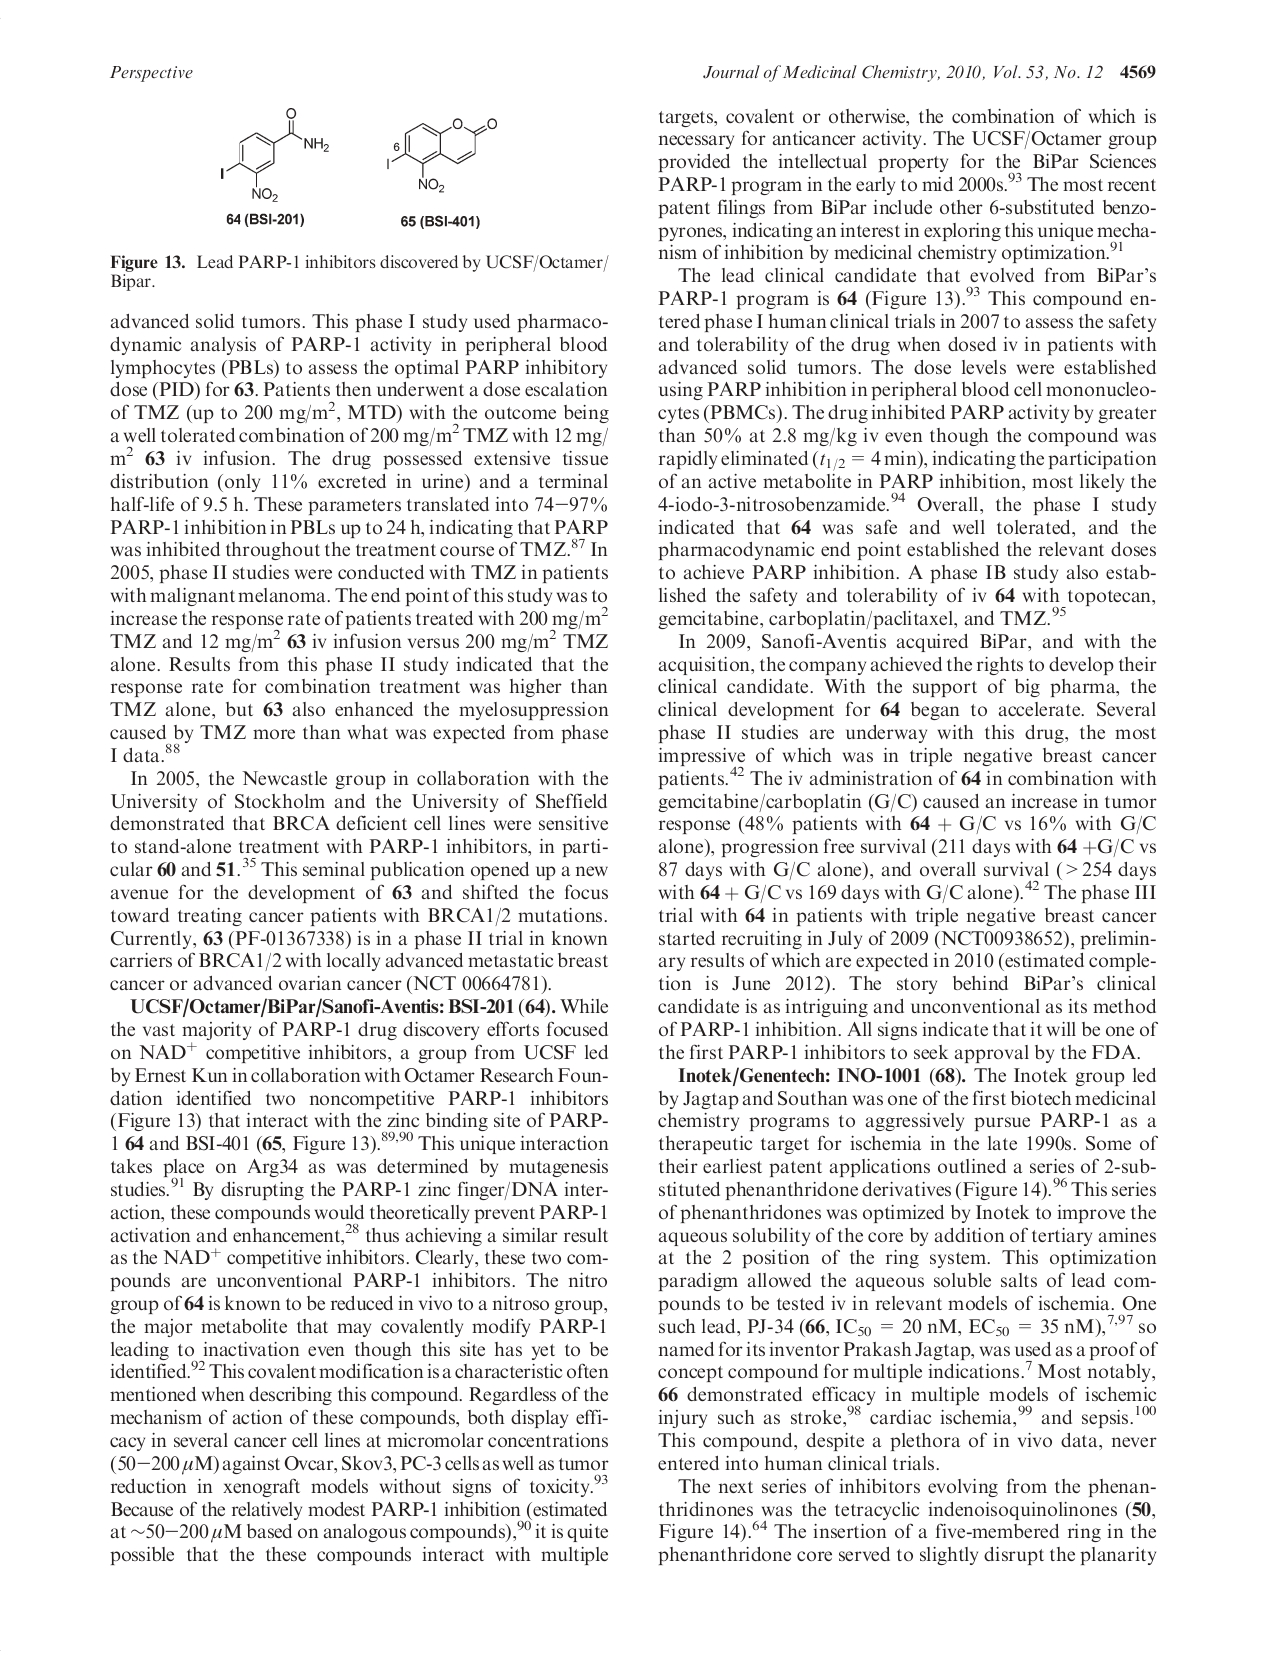 Perspective
Journal of Medicinal Chemistry, 2010, Vol. 53, No. 12 4569
O
NH2
I
NO2
64 (BSI-201)
O O
6
I
NO2
65 (BSI-401)
Figure 13. Lead PARP-1 inhibitors discovered by UCSF/Octamer/
Bipar.
advanced solid tumors. This phase I study used pharmaco-
dynamic analysis of PARP-1 activity in peripheral blood
lymphocytes (PBLs) to assess the optimal PARP inhibitory
dose (PID) for 63. Patients then underwent a dose escalation
of TMZ (up to 200 mg/m², MTD) with the outcome being
a well tolerated combination of 200 mg/m² TMZ with 12 mg/
m² 63 iv infusion. The drug possessed extensive tissue
distribution (only 11% excreted in urine) and a terminal
half-life of 9.5 h. These parameters translated into 74−97%
PARP-1 inhibition in PBLs up to 24 h, indicating that PARP
was inhibited throughout the treatment course of TMZ.87 In
2005, phase II studies were conducted with TMZ in patients
with malignant melanoma. The end point of this study was to
increase the response rate of patients treated with 200 mg/m²
TMZ and 12 mg/m² 63 iv infusion versus 200 mg/m² TMZ
alone. Results from this phase II study indicated that the
response rate for combination treatment was higher than
TMZ alone, but 63 also enhanced the myelosuppression
caused by TMZ more than what was expected from phase
I data.88
In 2005, the Newcastle group in collaboration with the
University of Stockholm and the University of Sheffield
demonstrated that BRCA deficient cell lines were sensitive
to stand-alone treatment with PARP-1 inhibitors, in parti-
cular 60 and 51.35 This seminal publication opened up a new
avenue for the development of 63 and shifted the focus
toward treating cancer patients with BRCA1/2 mutations.
Currently, 63 (PF-01367338) is in a phase II trial in known
carriers of BRCA1/2 with locally advanced metastatic breast
cancer or advanced ovarian cancer (NCT 00664781).
UCSF/Octamer/BiPar/Sanofi-Aventis: BSI-201 (64). While
the vast majority of PARP-1 drug discovery efforts focused
on NAD+ competitive inhibitors, a group from UCSF led
by Ernest Kun in collaboration with Octamer Research Foun-
dation identified two noncompetitive PARP-1 inhibitors
(Figure 13) that interact with the zinc binding site of PARP-
1 64 and BSI-401 (65, Figure 13).89,90 This unique interaction
takes place on Arg34 as was determined by mutagenesis
studies.91 By disrupting the PARP-1 zinc finger/DNA inter-
action, these compounds would theoretically prevent PARP-1
activation and enhancement,28 thus achieving a similar result
as the NAD+ competitive inhibitors. Clearly, these two com-
pounds are unconventional PARP-1 inhibitors. The nitro
group of 64 is known to be reduced in vivo to a nitroso group,
the major metabolite that may covalently modify PARP-1
leading to inactivation even though this site has yet to be
identified.92 This covalent modification is a characteristic often
mentioned when describing this compound. Regardless of the
mechanism of action of these compounds, both display effi-
cacy in several cancer cell lines at micromolar concentrations
(50−200 μM) against Ovcar, Skov3, PC-3 cells as well as tumor
reduction in xenograft models without signs of toxicity.93
Because of the relatively modest PARP-1 inhibition (estimated
at ∼50−200 μM based on analogous compounds),90 it is quite
possible that the these compounds interact with multiple
targets, covalent or otherwise, the combination of which is
necessary for anticancer activity. The UCSF/Octamer group
provided the intellectual property for the BiPar Sciences
PARP-1 program in the early to mid 2000s.93 The most recent
patent filings from BiPar include other 6-substituted benzo-
pyrones, indicating an interest in exploring this unique mecha-
nism of inhibition by medicinal chemistry optimization.91
The lead clinical candidate that evolved from BiPar's
PARP-1 program is 64 (Figure 13).93 This compound en-
tered phase I human clinical trials in 2007 to assess the safety
and tolerability of the drug when dosed iv in patients with
advanced solid tumors. The dose levels were established
using PARP inhibition in peripheral blood cell mononucleo-
cytes (PBMCs). The drug inhibited PARP activity by greater
than 50% at 2.8 mg/kg iv even though the compound was
rapidly eliminated (t1/2 = 4 min), indicating the participation
of an active metabolite in PARP inhibition, most likely the
4-iodo-3-nitrosobenzamide.94 Overall, the phase I study
indicated that 64 was safe and well tolerated, and the
pharmacodynamic end point established the relevant doses
to achieve PARP inhibition. A phase IB study also estab-
lished the safety and tolerability of iv 64 with topotecan,
gemcitabine, carboplatin/paclitaxel, and TMZ.95
In 2009, Sanofi-Aventis acquired BiPar, and with the
acquisition, the company achieved the rights to develop their
clinical candidate. With the support of big pharma, the
clinical development for 64 began to accelerate. Several
phase II studies are underway with this drug, the most
impressive of which was in triple negative breast cancer
patients.42 The iv administration of 64 in combination with
gemcitabine/carboplatin (G/C) caused an increase in tumor
response (48% patients with 64 + G/C vs 16% with G/C
alone), progression free survival (211 days with 64 +G/C vs
87 days with G/C alone), and overall survival (>254 days
with 64 + G/C vs 169 days with G/C alone).42 The phase III
trial with 64 in patients with triple negative breast cancer
started recruiting in July of 2009 (NCT00938652), prelimin-
ary results of which are expected in 2010 (estimated comple-
tion is June 2012). The story behind BiPar's clinical
candidate is as intriguing and unconventional as its method
of PARP-1 inhibition. All signs indicate that it will be one of
the first PARP-1 inhibitors to seek approval by the FDA.
Inotek/Genentech: INO-1001 (68). The Inotek group led
by Jagtap and Southan was one of the first biotech medicinal
chemistry programs to aggressively pursue PARP-1 as a
therapeutic target for ischemia in the late 1990s. Some of
their earliest patent applications outlined a series of 2-sub-
stituted phenanthridone derivatives (Figure 14).96 This series
of phenanthridones was optimized by Inotek to improve the
aqueous solubility of the core by addition of tertiary amines
at the 2 position of the ring system. This optimization
paradigm allowed the aqueous soluble salts of lead com-
pounds to be tested iv in relevant models of ischemia. One
such lead, PJ-34 (66, IC50 = 20 nM, EC50 = 35 nM),7,97 so
named for its inventor Prakash Jagtap, was used as a proof of
concept compound for multiple indications.7 Most notably,
66 demonstrated efficacy in multiple models of ischemic
injury such as stroke,98 cardiac ischemia,99 and sepsis.100
This compound, despite a plethora of in vivo data, never
entered into human clinical trials.
The next series of inhibitors evolving from the phenan-
thridinones was the tetracyclic indenoisoquinolinones (50,
Figure 14).64 The insertion of a five-membered ring in the
phenanthridone core served to slightly disrupt the planarity